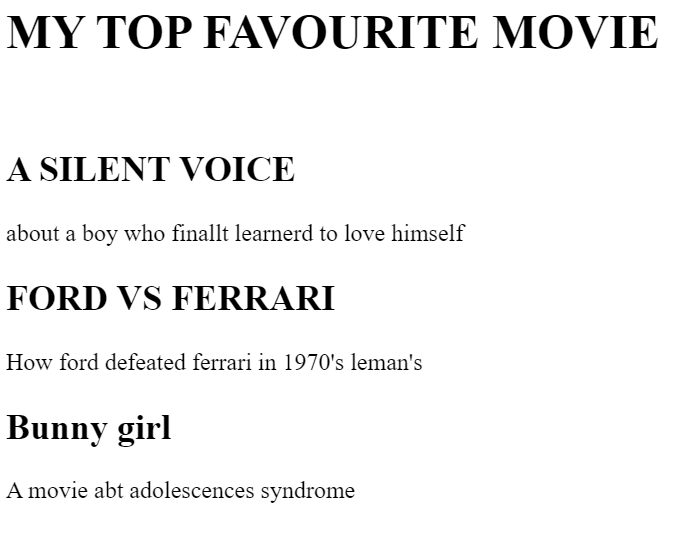 MY TOP FAVOURITE MOVIE
A SILENT VOICE
about a boy who finallt learnerd to love himself
FORD VS FERRARI
How ford defeated ferrari in 1970's leman's
Bunny girl
A movie abt adolescences syndrome